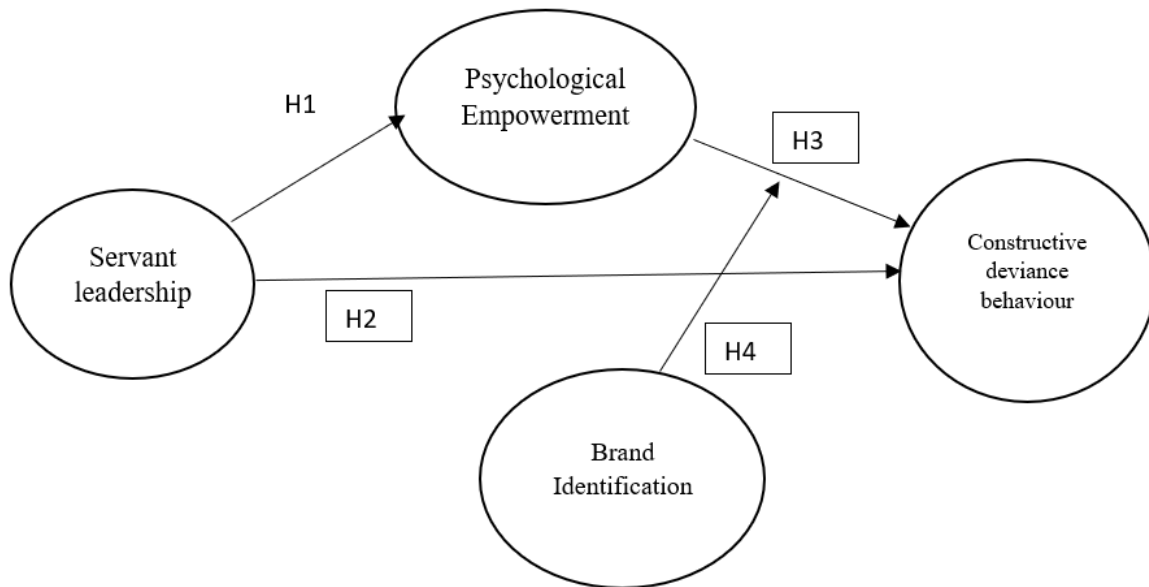 Psychological
Empowerment
H1
H3
Servant
leadership
Constructive
deviance
behaviour
H2
H4
Brand
Identification